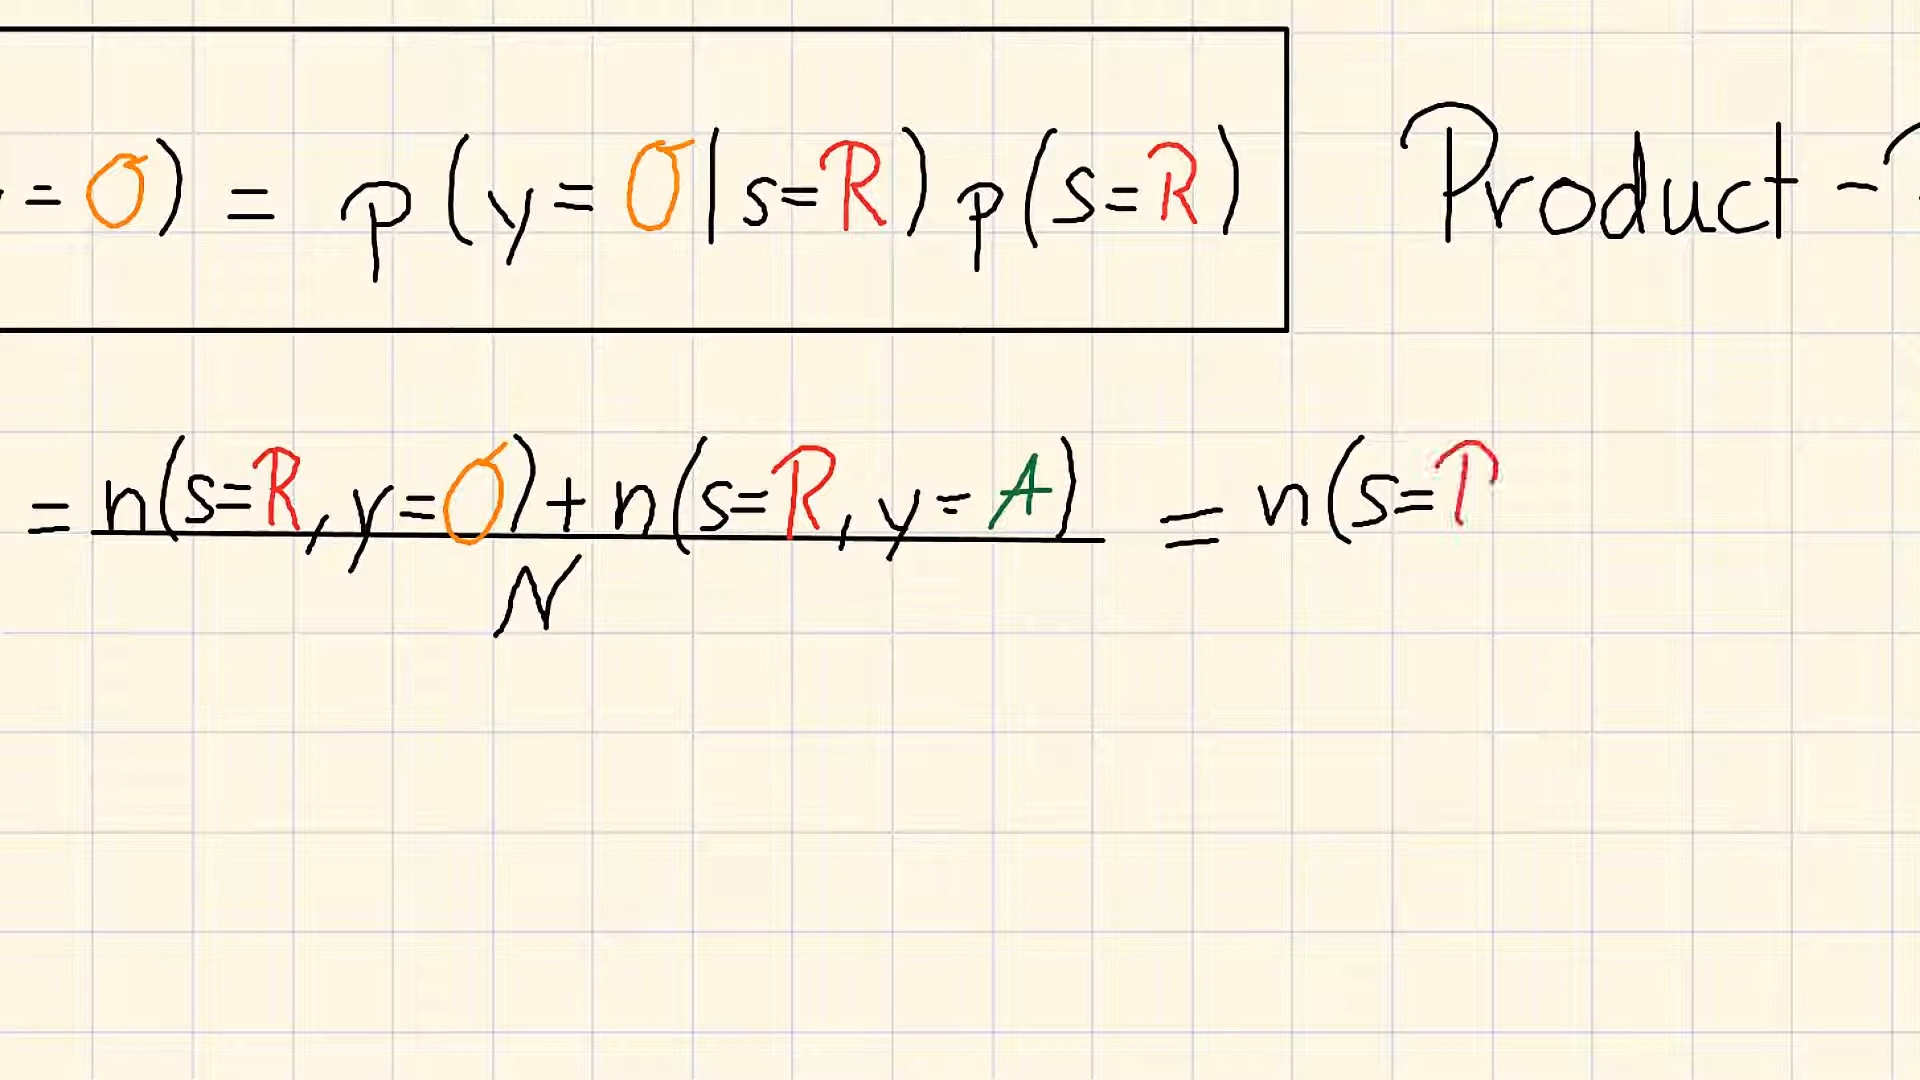 = O) = p(y=O|s=R) p(s=R) Product -
= n(s=R, y=O) + n(s=R, y=A) = n(s=
N